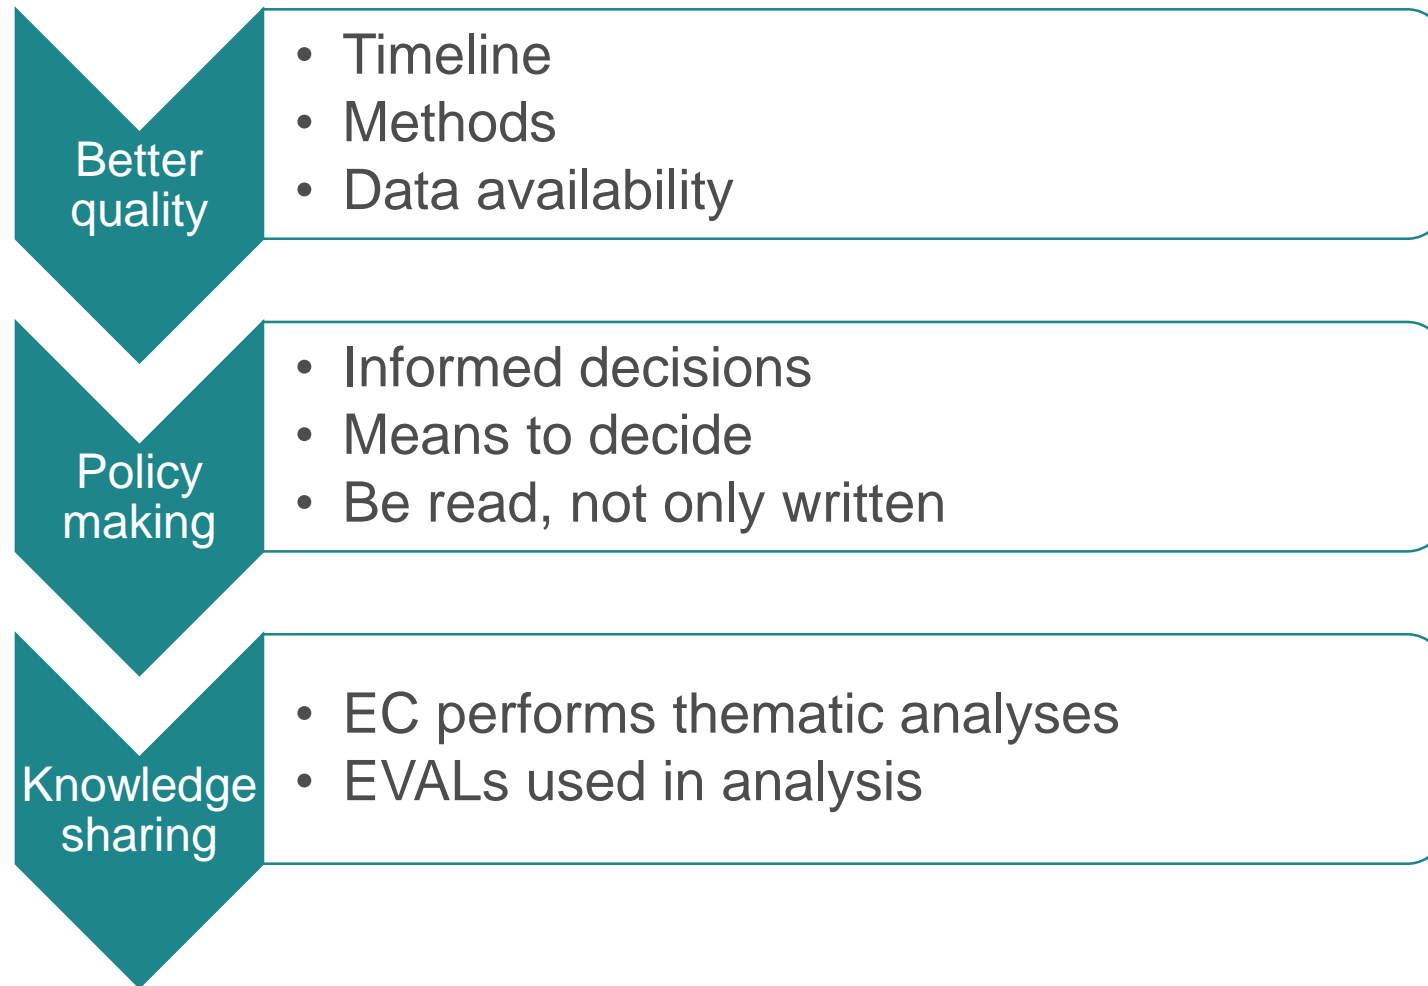 Better
quality
• Timeline
• Methods
• Data availability
Policy
making
• Informed decisions
• Means to decide
• Be read, not only written
Knowledge
sharing
• EC performs thematic analyses
• EVALs used in analysis